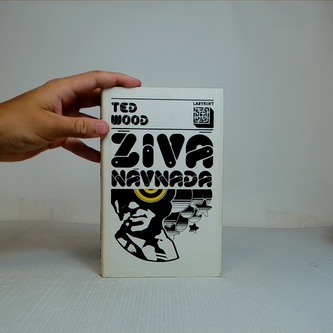 TED
WOOD
LABYRINT
ŽIVÁ
NÁVNADA